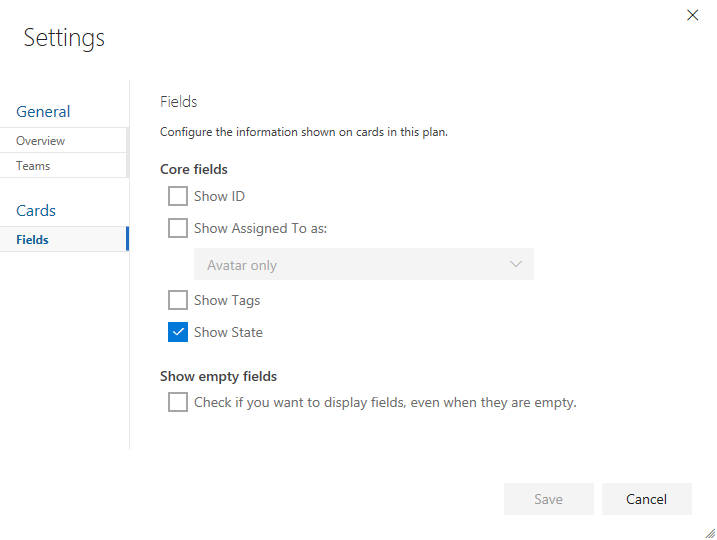 Settings
General
Overview
Teams
Cards
Fields
Fields
Configure the information shown on cards in this plan.
Core fields
Show ID
Show Assigned To as:
Avatar only
Show Tags
Show State
Show empty fields
Check if you want to display fields, even when they are empty.
Save
Cancel